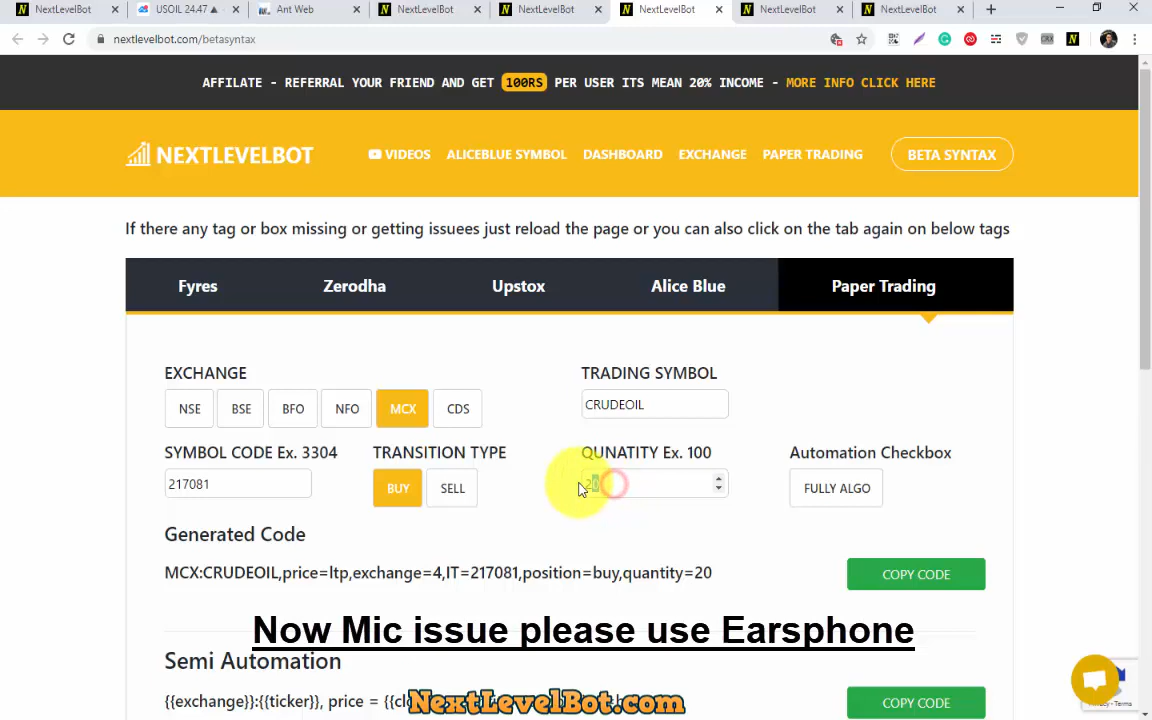 NextLevelBot
USOIL 24.47 ▲
Ant Web
NextLevelBot
NextLevelBot
NextLevelBot
NextLevelBot
NextLevelBot
nextlevelbot.com/betasyntax
AFFILATE - REFERRAL YOUR FRIEND AND GET 100RS PER USER ITS MEAN 20% INCOME - MORE INFO CLICK HERE
NEXTLEVELBOT
VIDEOS ALICEBLUE SYMBOL DASHBOARD EXCHANGE PAPER TRADING BETA SYNTAX
If there any tag or box missing or getting issuees just reload the page or you can also click on the tab again on below tags
Fyres Zerodha Upstox Alice Blue Paper Trading
EXCHANGE TRADING SYMBOL
NSE BSE BFO NFO MCX CDS CRUDEOIL
SYMBOL CODE Ex. 3304 TRANSITION TYPE QUNATITY Ex. 100 Automation Checkbox
217081 BUY SELL 20 FULLY ALGO
Generated Code
MCX:CRUDEOIL,price=ltp,exchange=4,IT=217081,position=buy,quantity=20 COPY CODE
Now Mic issue please use Earsphone
Semi Automation
{{exchange}}:{{ticker}}, price = {{cl
NextLevelBot.com
COPY CODE
Privacy - Terms